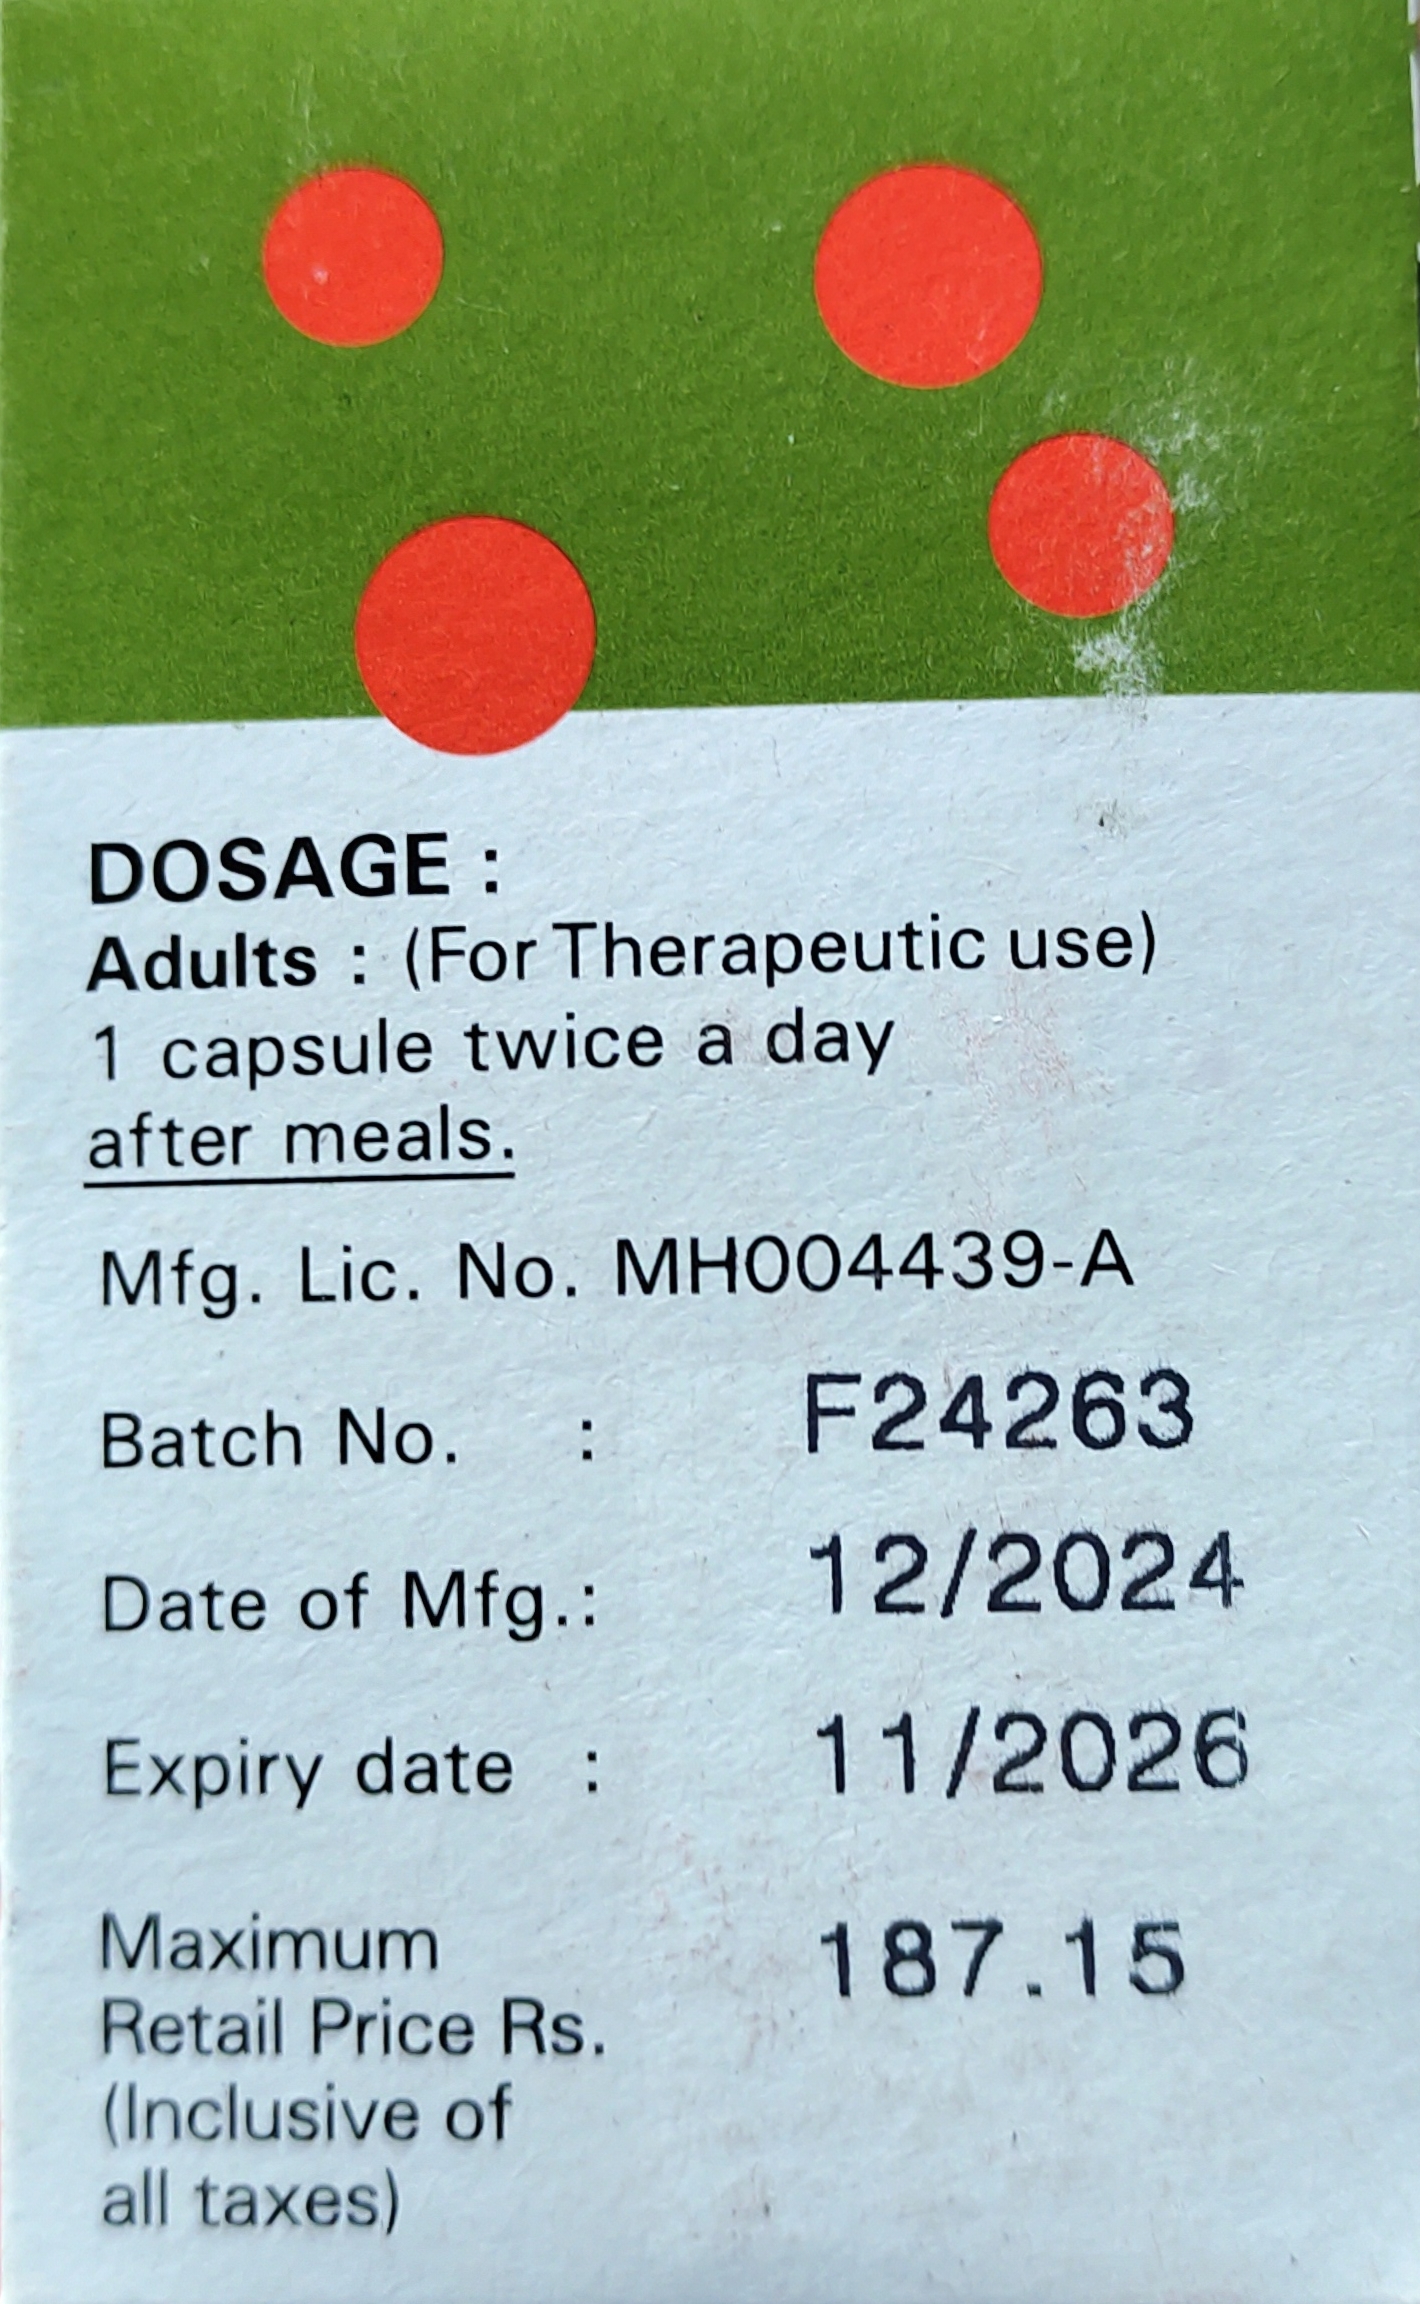 DOSAGE :
Adults : (For Therapeutic use)
1 capsule twice a day
after meals.
Mfg. Lic. No. MH004439-A
Batch No. : F24263
Date of Mfg.: 12/2024
Expiry date : 11/2026
Maximum 187.15
Retail Price Rs.
(Inclusive of
all taxes)